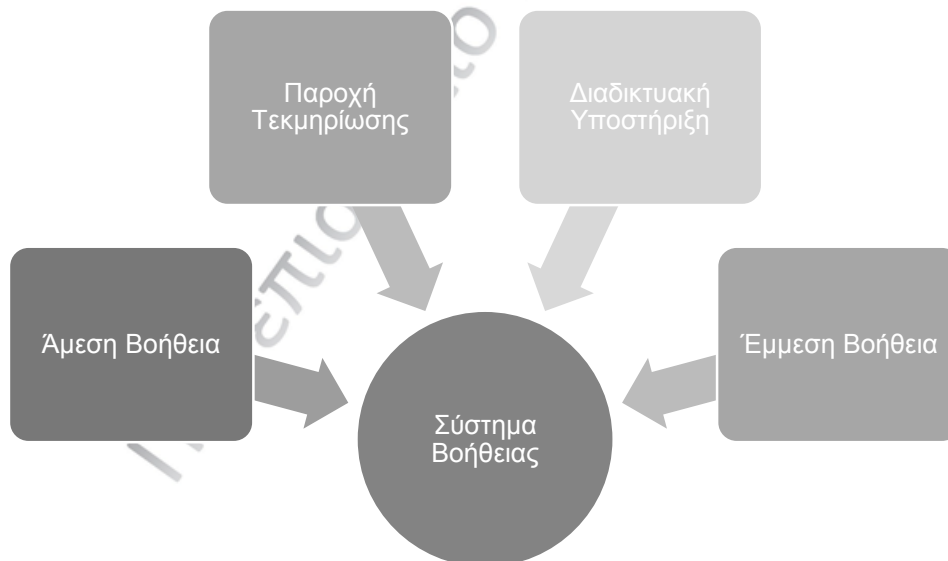 Παροχή
Τεκμηρίωσης
Διαδικτυακή
Υποστήριξη
Άμεση Βοήθεια
Έμμεση Βοήθεια
Σύστημα
Βοήθειας